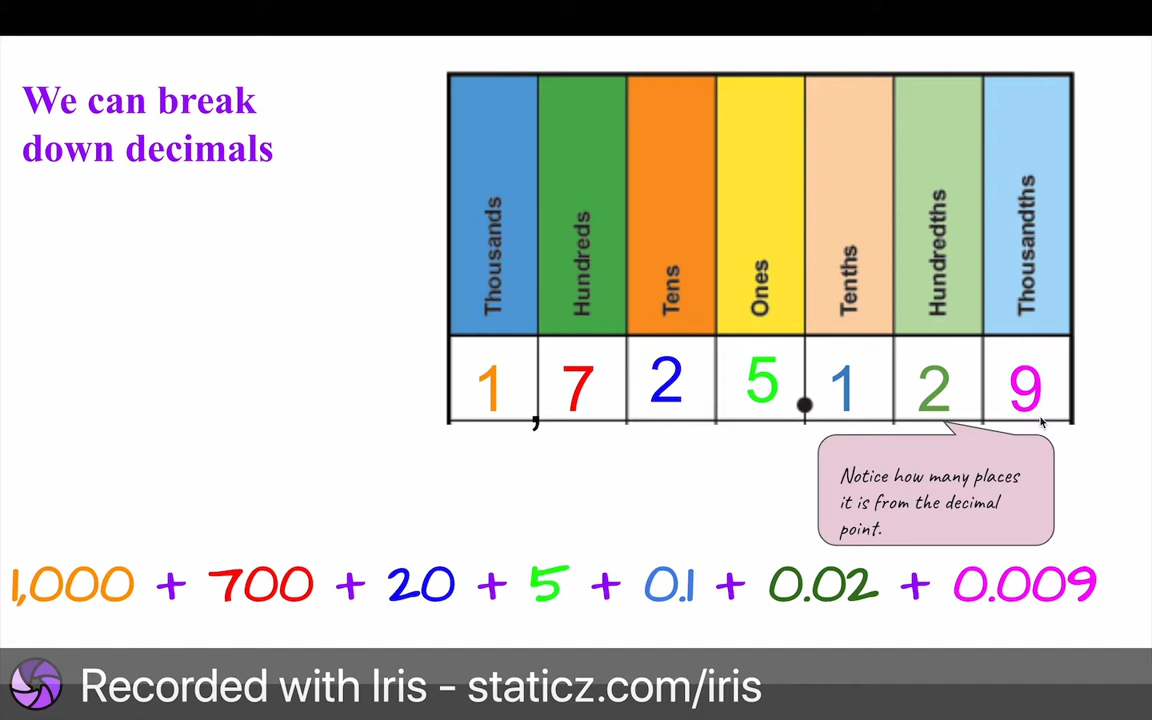 We can break
down decimals
Thousands Hundreds Tens Ones Tenths Hundredths Thousandths
1,725.129
Notice how many places
it is from the decimal
point.
1,000 + 700 + 20 + 5 + 0.1 + 0.02 + 0.009
Recorded with Iris - staticz.com/iris